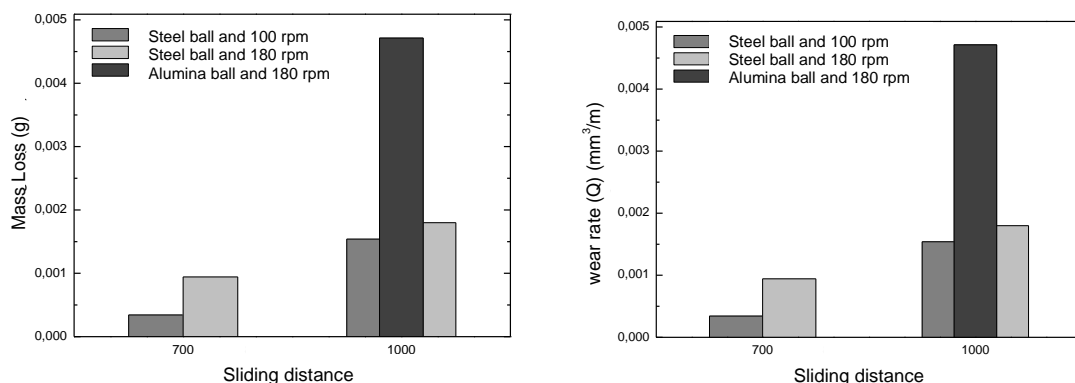 0,005
0,004
0,003
0,002
0,001
0,000
Mass Loss (g)
Steel ball and 100 rpm
Steel ball and 180 rpm
Alumina ball and 180 rpm
700
1000
Sliding distance
0,005
0,004
0,003
0,002
0,001
0,000
wear rate (Q) (mm³/m)
Steel ball and 100 rpm
Steel ball and 180 rpm
Alumina ball and 180 rpm
700
1000
Sliding distance